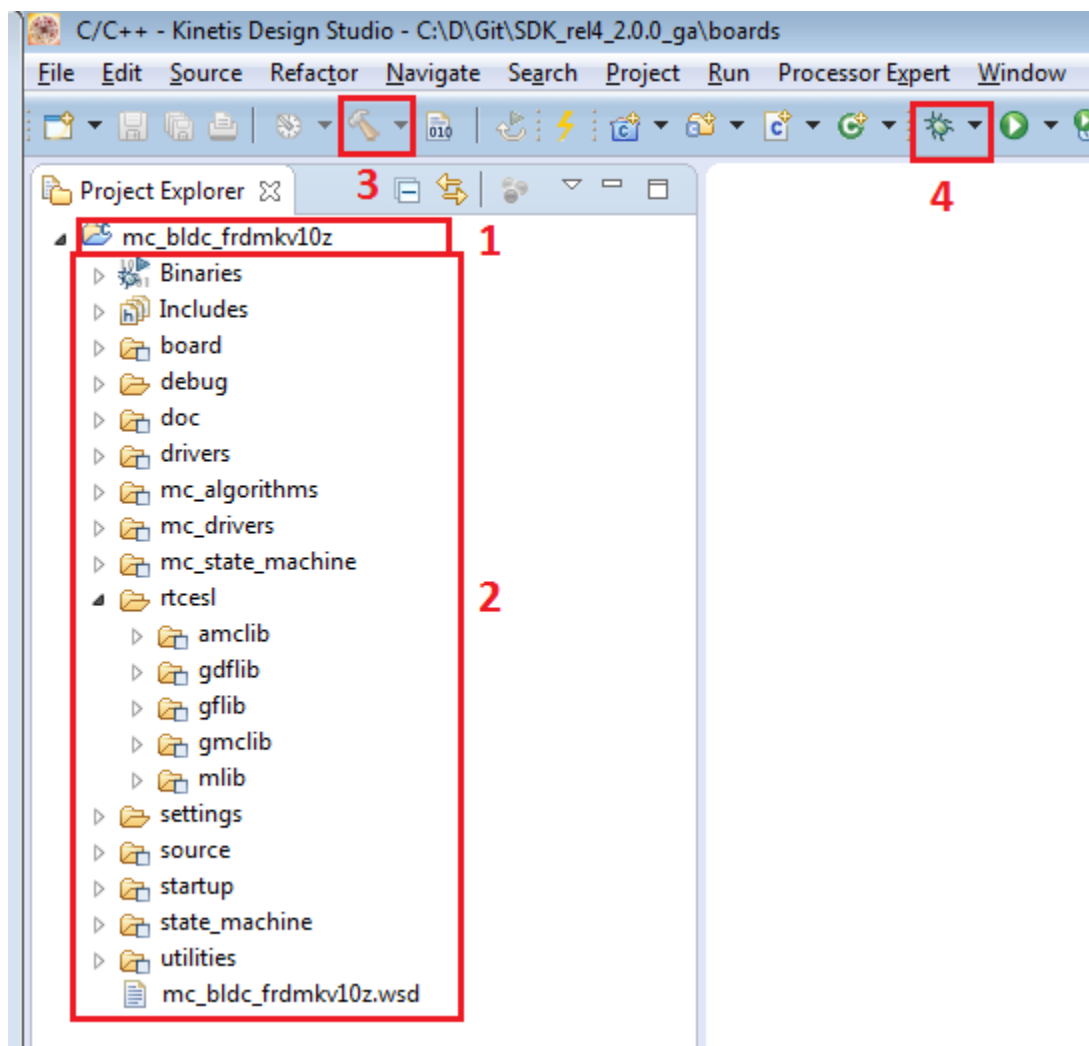 C/C++ - Kinetis Design Studio - C:\D\Git\SDK_rel4_2.0.0_ga\boards
File Edit Source Refactor Navigate Search Project Run Processor Expert Window
010
Project Explorer
3
4
mc_bldc_frdmkv10z
1
Binaries
Includes
board
debug
doc
drivers
mc_algorithms
mc_drivers
mc_state_machine
rtcesl
2
amclib
gdflib
gflib
gmclib
mlib
settings
source
startup
state_machine
utilities
mc_bldc_frdmkv10z.wsd